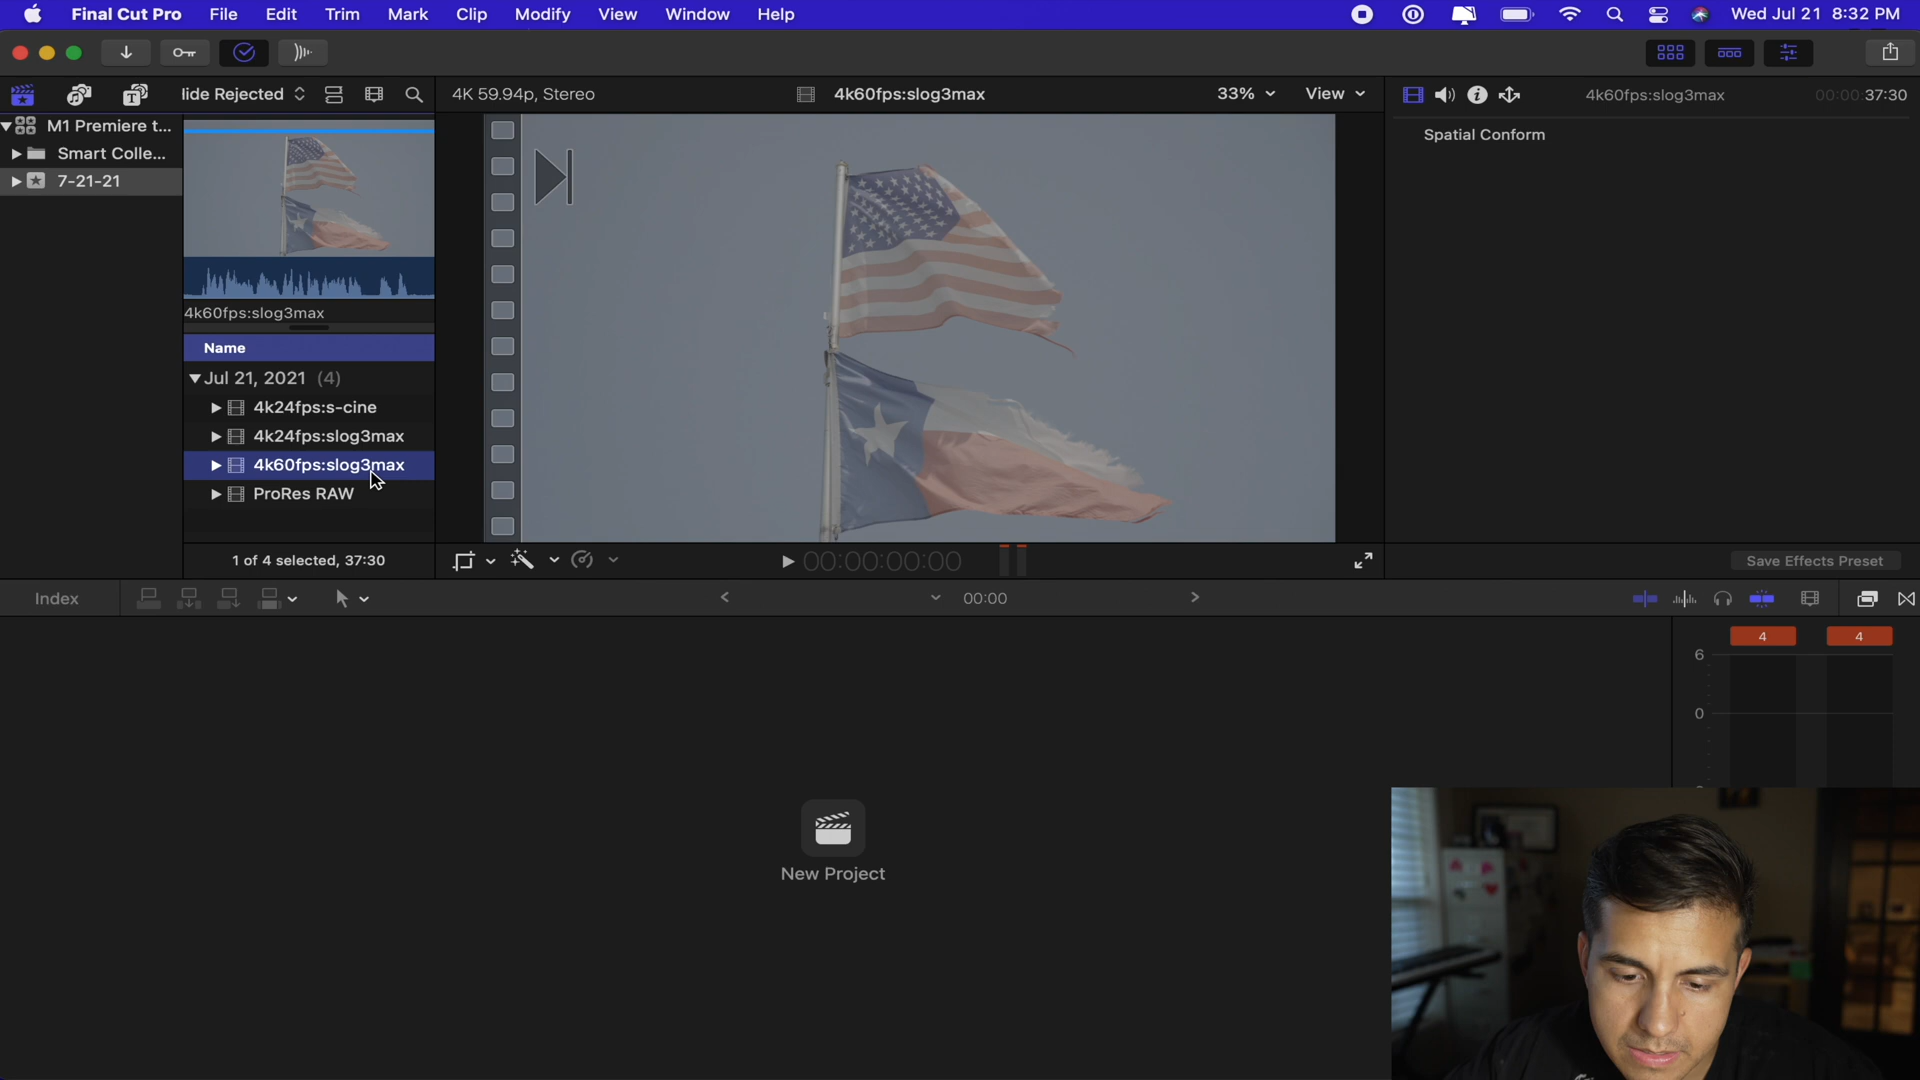 Final Cut Pro File Edit Trim Mark Clip Modify View Window Help Wed Jul 21 8:32 PM
lide Rejected 4K 59.94p, Stereo 4k60fps:slog3max 33% View 4k60fps:slog3max 00:00:37:30
M1 Premiere t...
Smart Colle...
7-21-21
Spatial Conform
4k60fps:slog3max
Name
Jul 21, 2021 (4)
4k24fps:s-cine
4k24fps:slog3max
4k60fps:slog3max
ProRes RAW
1 of 4 selected, 37:30
00:00:00:00
Save Effects Preset
Index
00:00
4 4
6
0
New Project